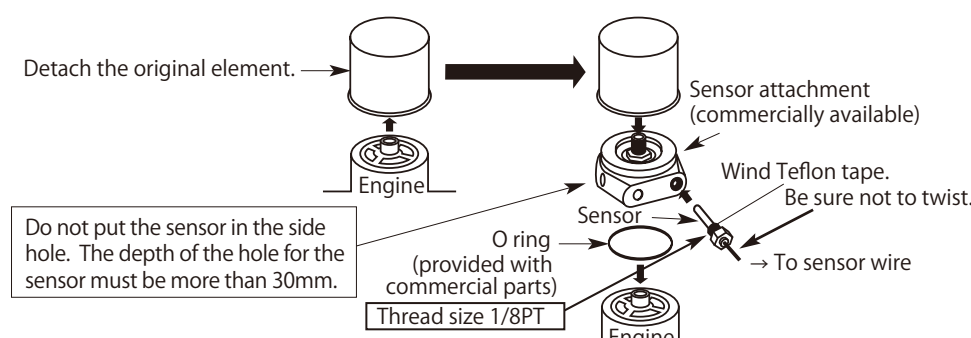 Detach the original element.
Sensor attachment
(commercially available)
Engine
Wind Teflon tape.
Be sure not to twist.
Do not put the sensor in the side
hole. The depth of the hole for the
sensor must be more than 30mm.
Sensor
O ring
(provided with
commercial parts)
→ To sensor wire
Thread size 1/8PT
Engine